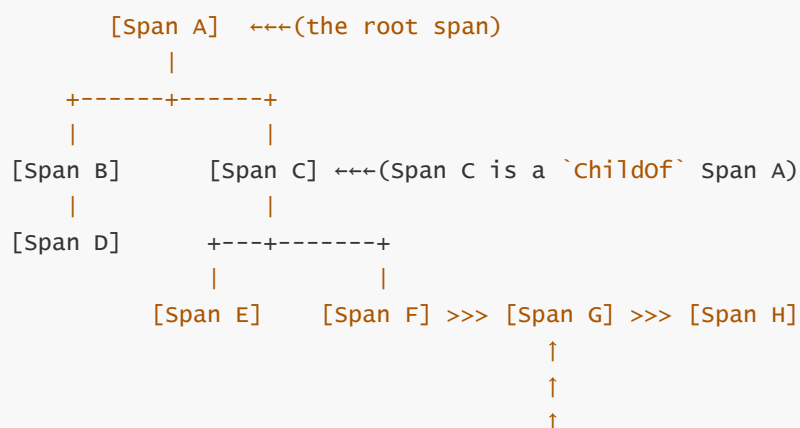 [Span A]  ←←←(the root span)
|
+------+------+
|             |
[Span B]      [Span C] ←←←(Span C is a `ChildOf` Span A)
|             |
[Span D]      +---+-------+
|           |
[Span E]    [Span F] >>> [Span G] >>> [Span H]
↑
↑
↑